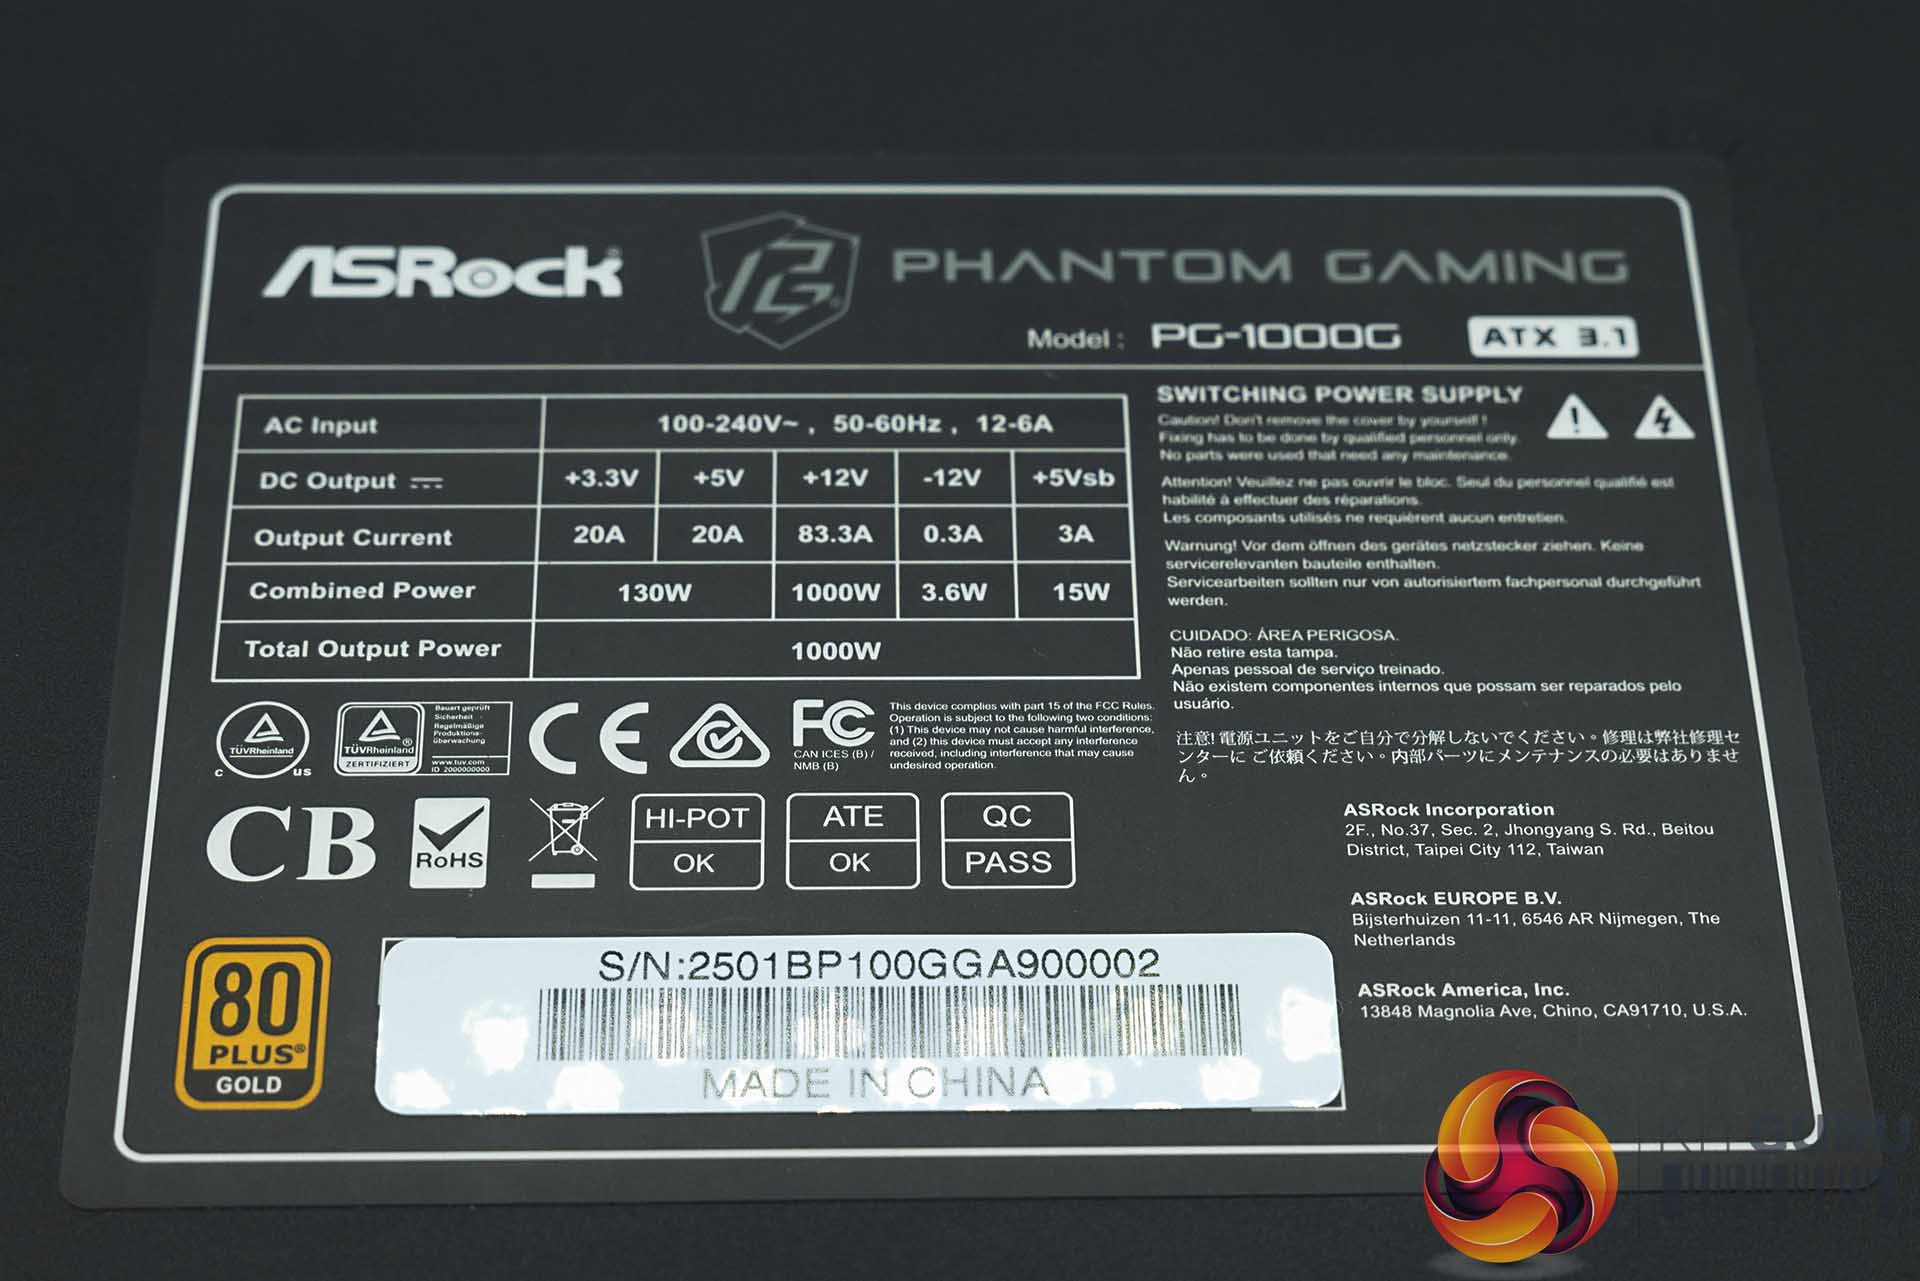 ASRock
PHANTOM GAMING
Model : PG-1000G ATX 3.1
AC Input 100-240V~ , 50-60Hz , 12-6A
DC Output +3.3V +5V +12V -12V +5Vsb
Output Current 20A 20A 83.3A 0.3A 3A
Combined Power 130W 1000W 3.6W 15W
Total Output Power 1000W
SWITCHING POWER SUPPLY
Caution! Don't remove the cover by yourself !
Fixing has to be done by qualified personnel only.
No parts were used that need any maintenance.
Attention! Veuillez ne pas ouvrir le bloc. Seul du personnel qualifié est
habilité à effectuer des réparations.
Les composants utilisés ne requièrent aucun entretien.
Warnung! Vor dem öffnen des gerätes netzstecker ziehen. Keine
servicerelevanten bauteile enthalten.
Servicearbeiten sollten nur von autorisiertem fachpersonal durchgeführt
werden.
CUIDADO: ÁREA PERIGOSA.
Não retire esta tampa.
Apenas pessoal de serviço treinado.
Não existem componentes internos que possam ser reparados pelo
usuário.
注意! 電源ユニットをご自分で分解しないでください。修理は弊社修理セ
ンターに ご依頼ください。内部パーツにメンテナンスの必要はありませ
ん。
TÜVRheinland
C US
TÜVRheinland®
ZERTIFIZIERT
Bauart geprüft
Sicherheit
Regelmäßige
Produktions-
überwachung
www.tuv.com
ID 2000000000
CE
FC
CAN ICES (B) /
NMB (B)
This device complies with part 15 of the FCC Rules.
Operation is subject to the following two conditions:
(1) This device may not cause harmful interference,
and (2) this device must accept any interference
received, including interference that may cause
undesired operation.
CB
RoHS
HI-POT
OK
ATE
OK
QC
PASS
ASRock Incorporation
2F., No.37, Sec. 2, Jhongyang S. Rd., Beitou
District, Taipei City 112, Taiwan
ASRock EUROPE B.V.
Bijsterhuizen 11-11, 6546 AR Nijmegen, The
Netherlands
ASRock America, Inc.
13848 Magnolia Ave, Chino, CA91710, U.S.A.
80
PLUS®
GOLD
S/N:2501BP100GGA900002
MADE IN CHINA